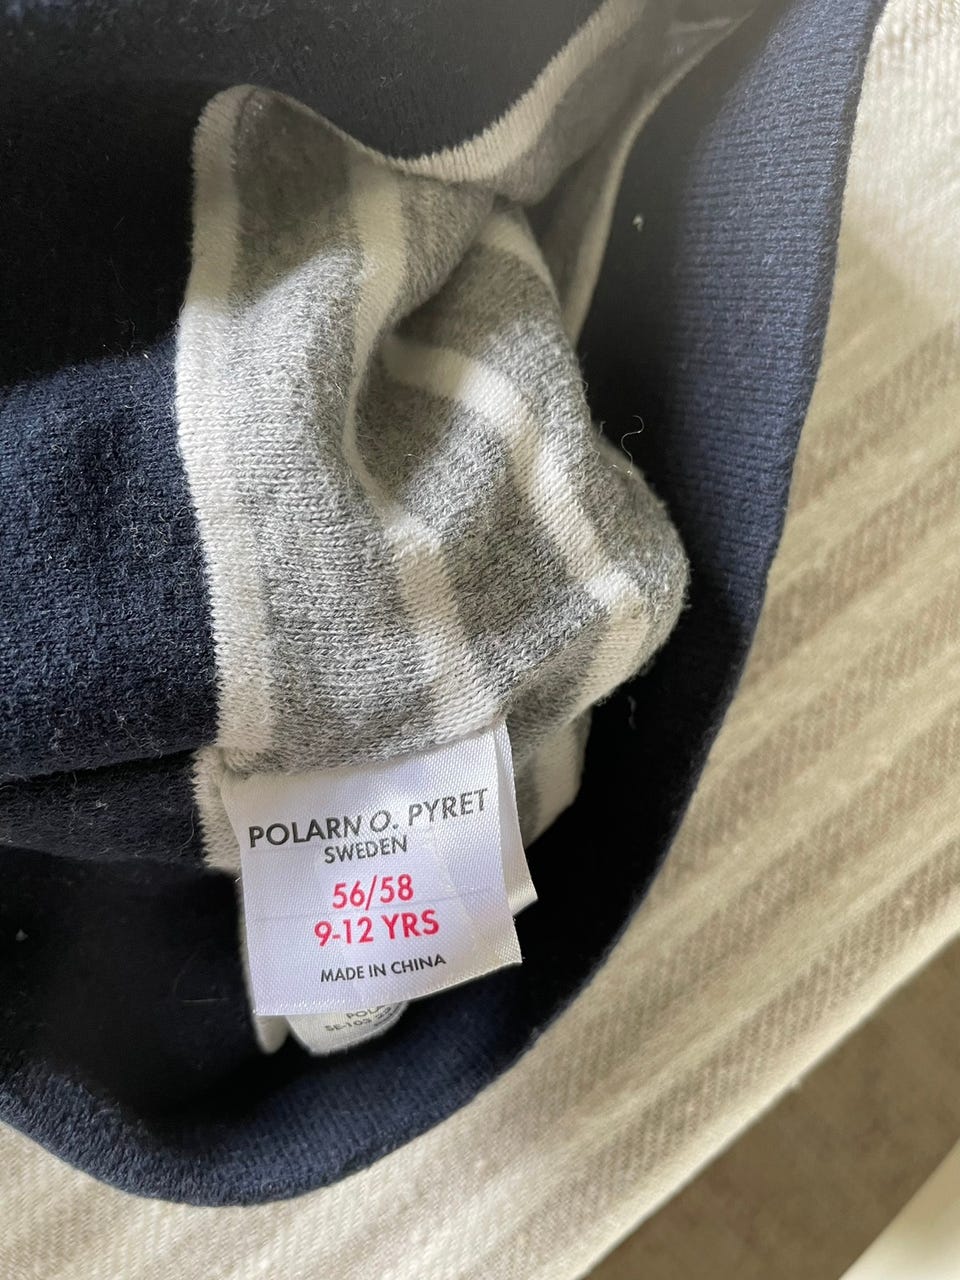 POLARN O. PYRET
SWEDEN
56/58
9-12 YRS
MADE IN CHINA